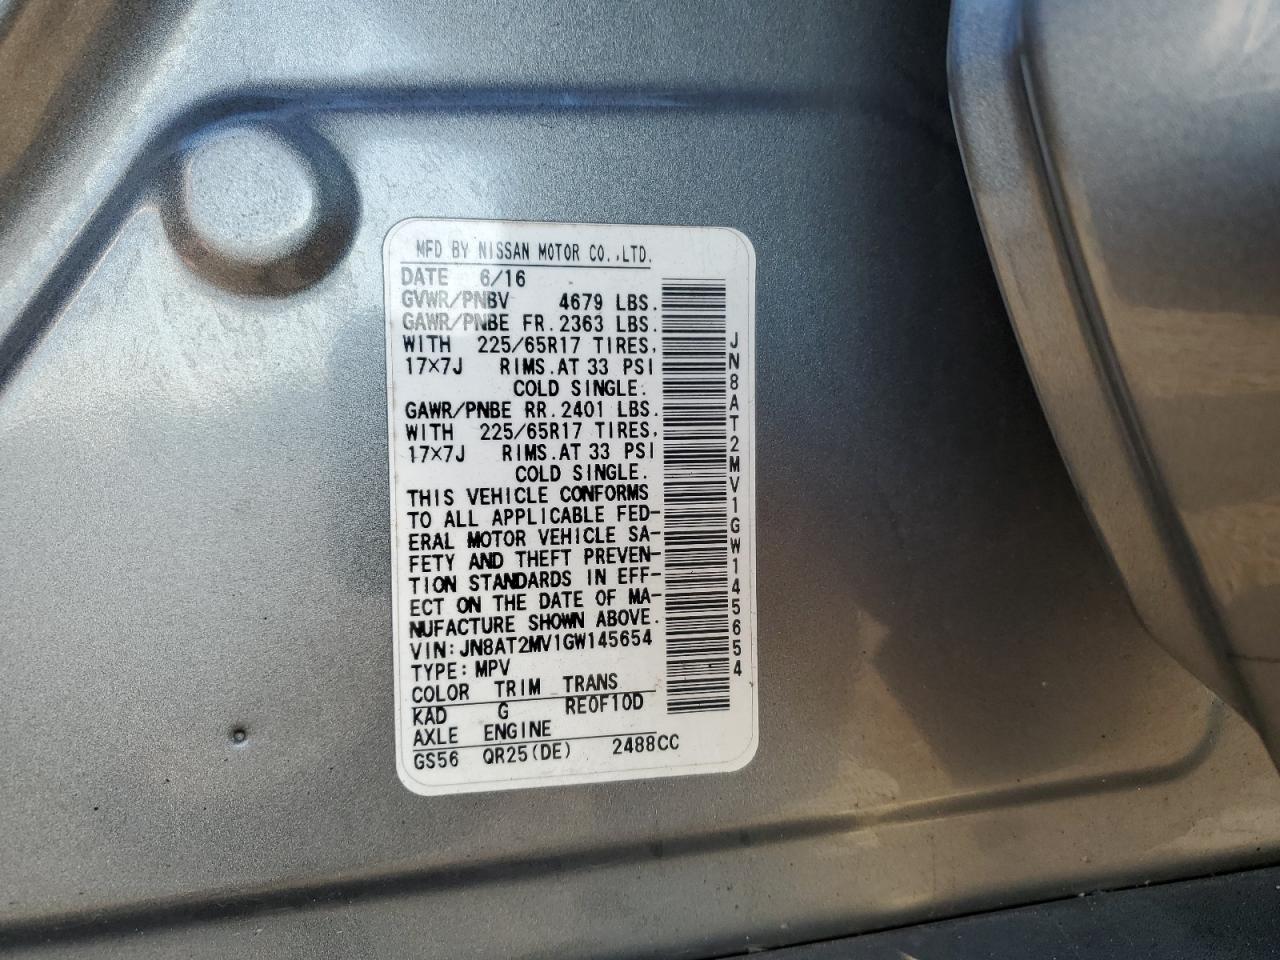 MFD BY NISSAN MOTOR CO.,LTD.
DATE 6/16
GVWR/PNBV 4679 LBS.
GAWR/PNBE FR. 2363 LBS.
WITH 225/65R17 TIRES,
17×7J RIMS.AT 33 PSI
COLD SINGLE.
GAWR/PNBE RR. 2401 LBS.
WITH 225/65R17 TIRES,
17×7J RIMS.AT 33 PSI
COLD SINGLE.
THIS VEHICLE CONFORMS
TO ALL APPLICABLE FED-
ERAL MOTOR VEHICLE SA-
FETY AND THEFT PREVEN-
TION STANDARDS IN EFF-
ECT ON THE DATE OF MA-
NUFACTURE SHOWN ABOVE.
VIN: JN8AT2MV1GW145654
TYPE: MPV
COLOR TRIM TRANS
KAD G RE0F10D
AXLE ENGINE
GS56 QR25(DE) 2488CC
JN8AT2MV1GW145654